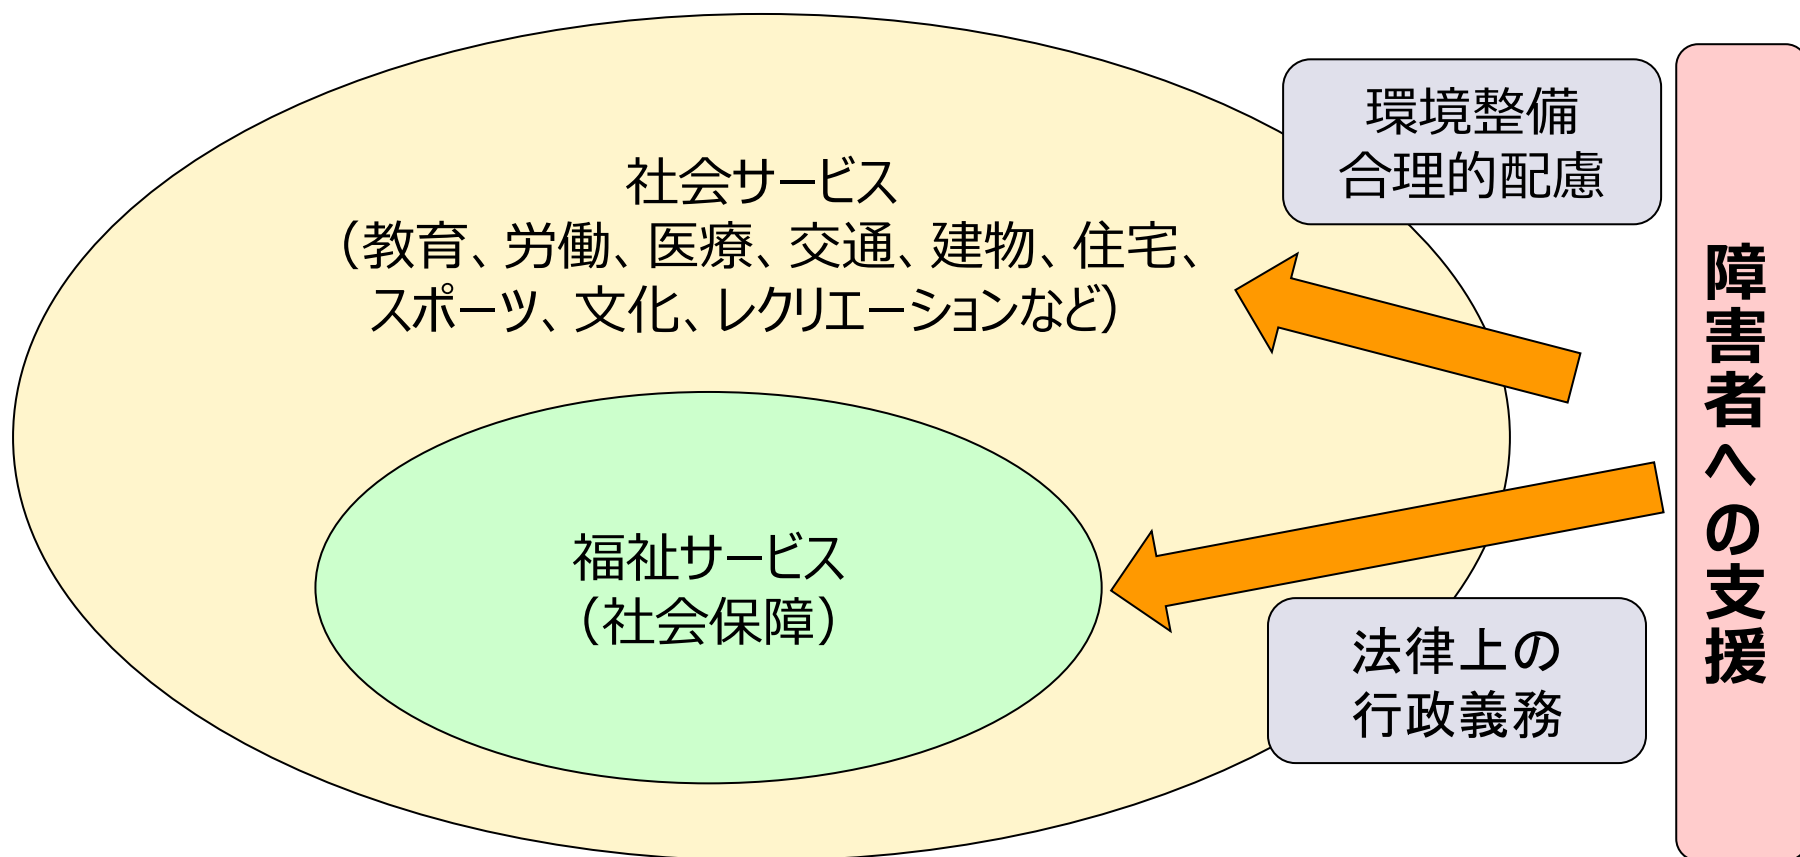 社会サービス
（教育、労働、医療、交通、建物、住宅、
スポーツ、文化、レクリエーションなど）
福祉サービス
（社会保障）
環境整備
合理的配慮
法律上の
行政義務
障害者への支援